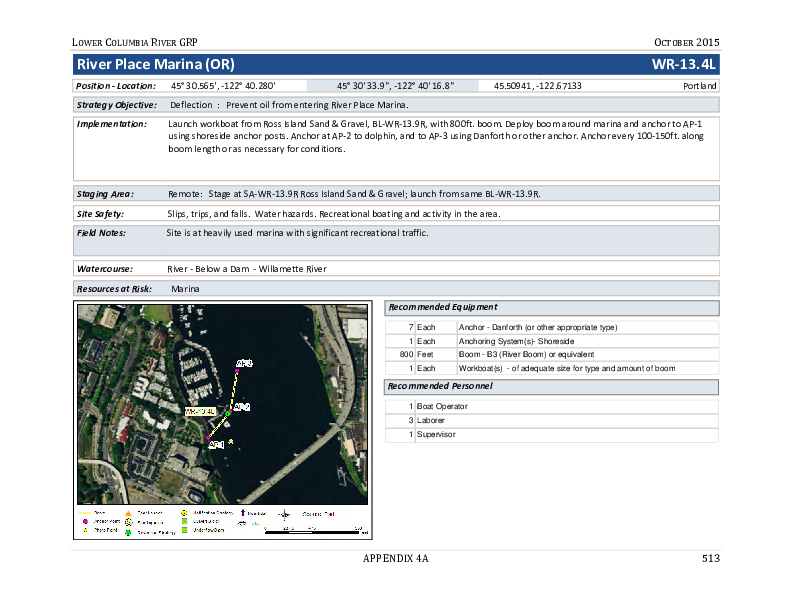 LOWER COLUMBIA RIVER GRP OCTOBER 2015
River Place Marina (OR) WR-13.4L
Position - Location: 45° 30.565', -122° 40.280' 45° 30' 33.9", -122° 40' 16.8" 45.50941, -122.67133 Portland
Strategy Objective: Deflection : Prevent oil from entering River Place Marina.
Implementation: Launch workboat from Ross Island Sand & Gravel, BL-WR-13.9R, with 800ft. boom. Deploy boom around marina and anchor to AP-1
using shoreside anchor posts. Anchor at AP-2 to dolphin, and to AP-3 using Danforth or other anchor. Anchor every 100-150ft. along
boom length or as necessary for conditions.
Staging Area: Remote: Stage at SA-WR-13.9R Ross Island Sand & Gravel; launch from same BL-WR-13.9R.
Site Safety: Slips, trips, and falls. Water hazards. Recreational boating and activity in the area.
Field Notes: Site is at heavily used marina with significant recreational traffic.
Watercourse: River - Below a Dam - Willamette River
Resources at Risk: Marina
Recommended Equipment
7 Each Anchor - Danforth (or other appropriate type)
1 Each Anchoring System(s)- Shoreside
800 Feet Boom - B3 (River Boom) or equivalent
1 Each Workboat(s) - of adequate size for type and amount of boom
Recommended Personnel
1 Boat Operator
3 Laborer
1 Supervisor
AP-3
AP-2
WR-13.4L
AP-1
Anchor Point
Photo Point
APPENDIX 4A 513